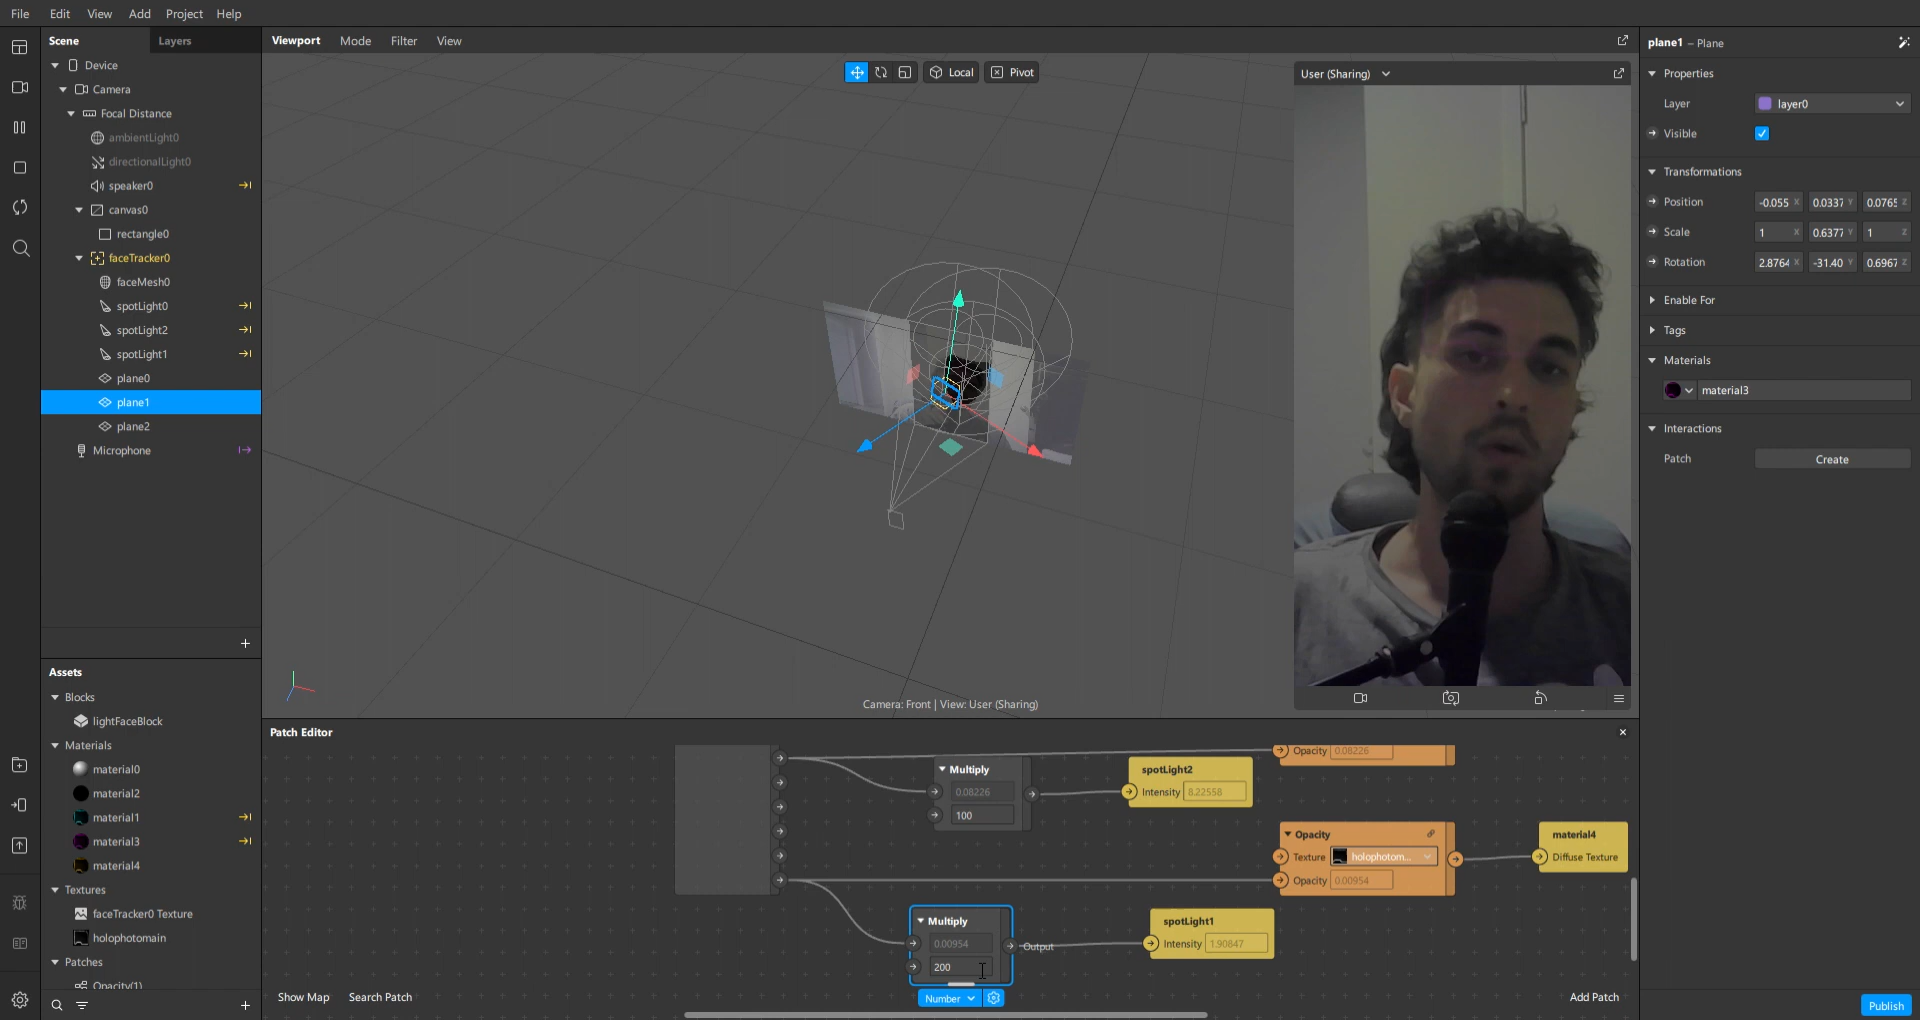 File Edit View Add Project Help
Scene
Layers
Device
Camera
Focal Distance
ambientLight0
directionalLight0
speaker0
canvas0
rectangle0
faceTracker0
faceMesh0
spotLight0
spotLight2
spotLight1
plane0
plane1
plane2
Microphone
Assets
Blocks
lightFaceBlock
Materials
material0
material2
material1
material3
material4
Textures
faceTracker0 Texture
holophotomain
Patches
Opacity(1)
Viewport Mode Filter View
Local
Pivot
User (Sharing)
Camera: Front | View: User (Sharing)
Patch Editor
Opacity 0.08226
Multiply
0.08226
100
spotLight2
Intensity 8.22558
Opacity
Texture holophotom...
Opacity 0.00954
material4
Diffuse Texture
Multiply
0.00954
200
Output
Number
spotLight1
Intensity 1.90847
Show Map
Search Patch
Add Patch
plane1 – Plane
Properties
Layer layer0
Visible
Transformations
Position -0.055 X 0.0337 Y 0.0765 Z
Scale 1 X 0.6377 Y 1 Z
Rotation 2.8764 X -31.40 Y 0.6967 Z
Enable For
Tags
Materials
material3
Interactions
Patch Create
Publish